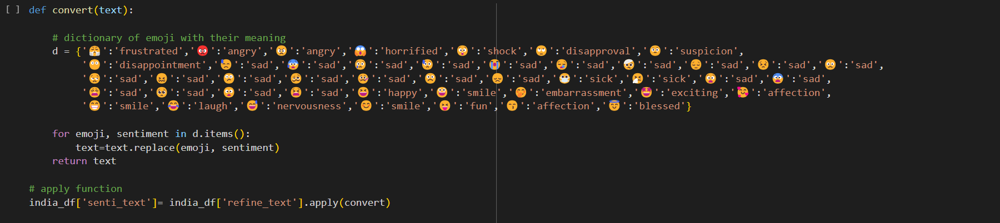 [ ] def convert(text):
# dictionary of emoji with their meaning
d = {'😤':'frustrated','😡':'angry','😠':'angry','😱':'horrified','😲':'shock','🙄':'disapproval','😳':'suspicion',
'😶':'disappointment','😓':'sad','😰':'sad','😢':'sad','😥':'sad','😭':'sad','😪':'sad','🤕':'sad','😔':'sad','😣':'sad','🙁':'sad',
'😞':'sad','😖':'sad','😕':'sad','🥺':'sad','🤒':'sad','☹️':'sad','😔':'sad','😷':'sick','🤧':'sick','😧':'sad','😨':'sad',
'😩':'sad','🥺':'sad','😦':'sad','😫':'sad','😆':'happy','🤪':'smile','🤭':'embarrassment','🤩':'exciting','🥰':'affection',
'😁':'smile','😂':'laugh','😅':'nervousness','😊':'smile','😝':'fun','😙':'affection','😇':'blessed'}
for emoji, sentiment in d.items():
text=text.replace(emoji, sentiment)
return text
# apply function
india_df['senti_text']= india_df['refine_text'].apply(convert)